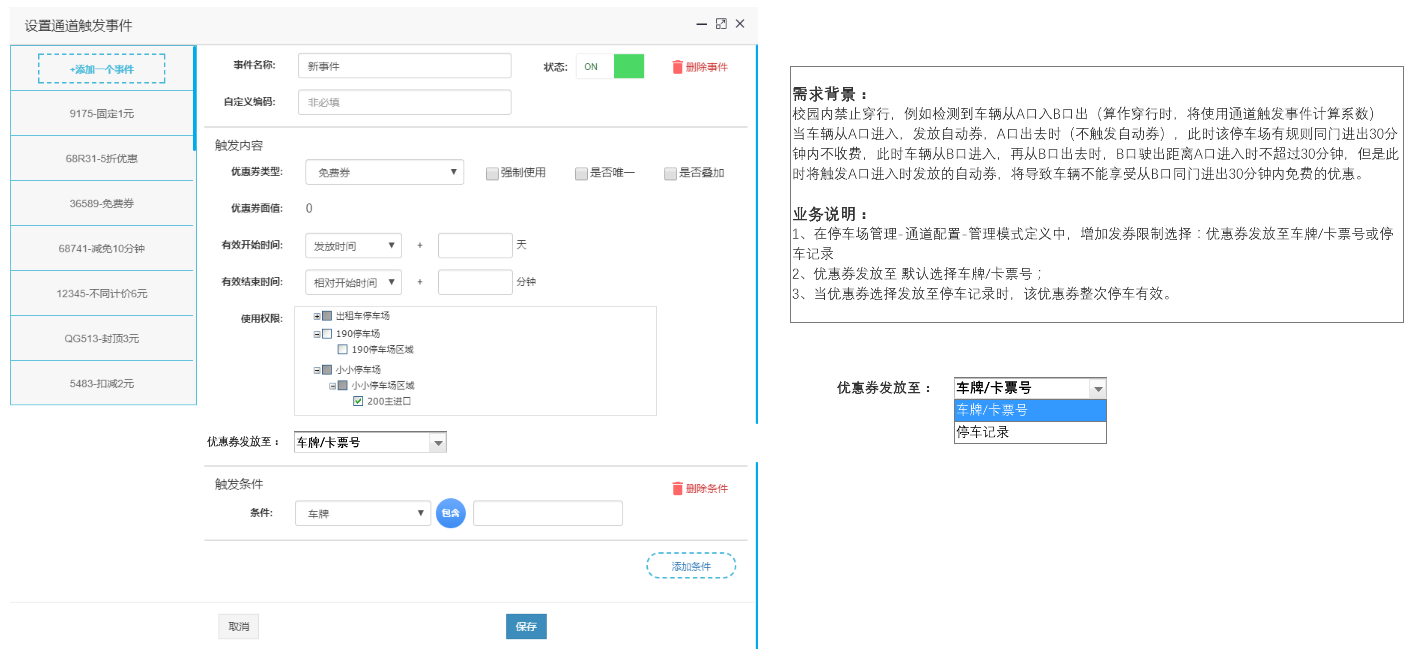 设置通道触发事件
+添加一个事件
9175-固定1元
68R31-5折优惠
36589-免费券
68741-减免10分钟
12345-不同计价6元
QG513-封顶3元
5483-扣减2元
事件名称: 新事件 状态: ON 删除事件
自定义编码: 非必填
触发内容
优惠券类型: 免费券 强制使用 是否唯一 是否叠加
优惠券面值: 0
有效开始时间: 发放时间 + 天
有效结束时间: 相对开始时间 + 分钟
使用权限: 出租车停车场
190停车场
190停车场区域
小小停车场
小小停车场区域
200主进口
优惠券发放至： 车牌/卡票号
触发条件 删除条件
条件: 车牌 包含
添加条件
取消 保存
需求背景：
校园内禁止穿行，例如检测到车辆从A口入B口出（算作穿行时，将使用通道触发事件计算系数）
当车辆从A口进入，发放自动券，A口出去时（不触发自动券），此时该停车场有规则同门进出30分
钟内不收费，此时车辆从B口进入，再从B口出去时，B口驶出距离A口进入时不超过30分钟，但是此
时将触发A口进入时发放的自动券，将导致车辆不能享受从B口同门进出30分钟内免费的优惠。
业务说明：
1、在停车场管理-通道配置-管理模式定义中，增加发券限制选择：优惠券发放至车牌/卡票号或停
车记录
2、优惠券发放至 默认选择车牌/卡票号；
3、当优惠券选择发放至停车记录时，该优惠券整次停车有效。
优惠券发放至： 车牌/卡票号
车牌/卡票号
停车记录